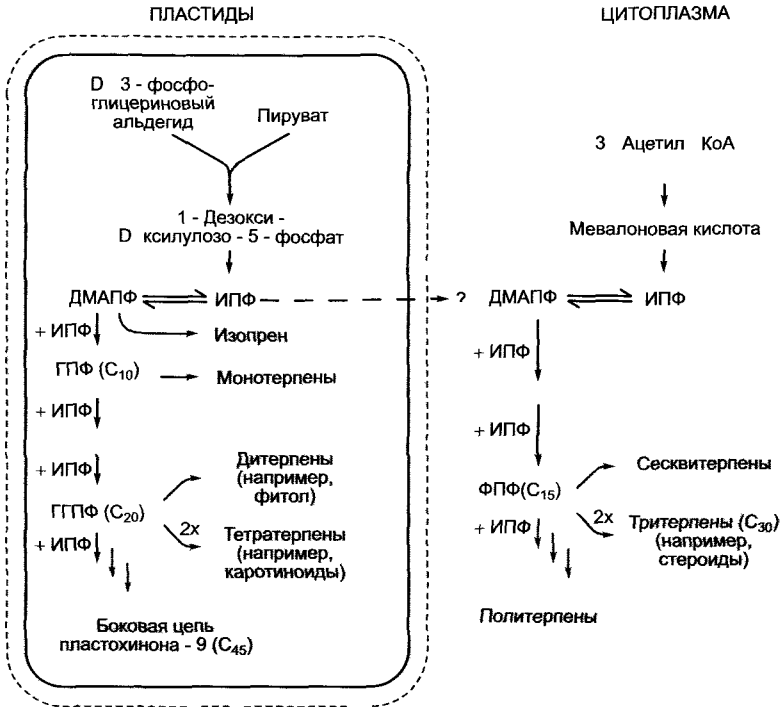 ПЛАСТИДЫ
D 3 - фосфо-
глицериновый
альдегид
Пируват
1 - Дезокси -
D ксилулозо - 5 - фосфат
ДМАПФ
ИПФ
+ ИПФ
Изопрен
ГПФ (C10)
Монотерпены
+ ИПФ
+ ИПФ
Дитерпены
(например,
фитол)
ГГПФ (C20)
2x
Тетратерпены
(например,
каротиноиды)
+ ИПФ
Боковая цепь
пластохинона - 9 (C45)
ЦИТОПЛАЗМА
3 Ацетил КоА
Мевалоновая кислота
?
ДМАПФ
ИПФ
+ ИПФ
+ ИПФ
Сесквитерпены
ФПФ(C15)
2x
+ ИПФ
Тритерпены (C30)
(например,
стероиды)
Политерпены